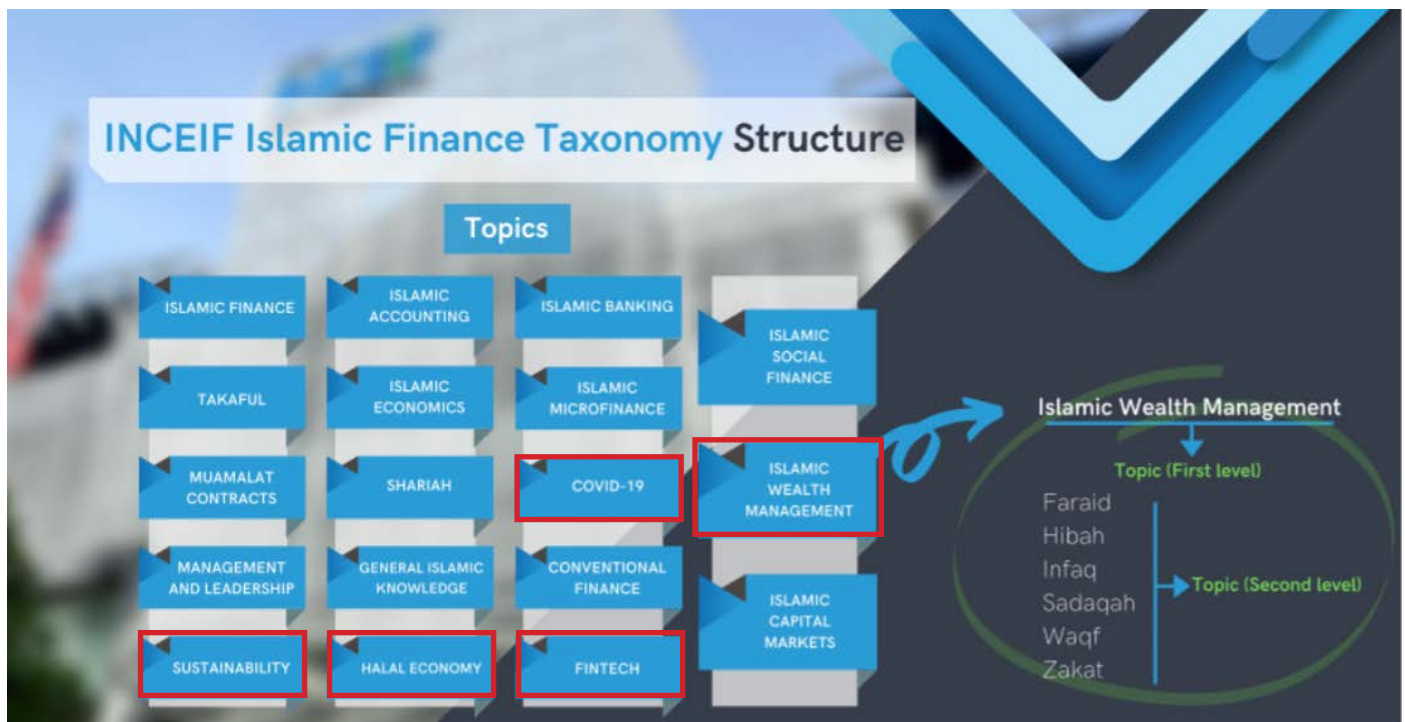 INCEIF Islamic Finance Taxonomy Structure
Topics
ISLAMIC FINANCE
TAKAFUL
MUAMALAT
CONTRACTS
MANAGEMENT
AND LEADERSHIP
SUSTAINABILITY
ISLAMIC
ACCOUNTING
ISLAMIC
ECONOMICS
SHARIAH
GENERAL ISLAMIC
KNOWLEDGE
HALAL ECONOMY
ISLAMIC BANKING
ISLAMIC
MICROFINANCE
COVID-19
CONVENTIONAL
FINANCE
FINTECH
ISLAMIC
SOCIAL
FINANCE
ISLAMIC
WEALTH
MANAGEMENT
ISLAMIC
CAPITAL
MARKETS
Islamic Wealth Management
Topic (First level)
Faraid
Hibah
Infaq
Sadaqah
Waqf
Zakat
Topic (Second level)